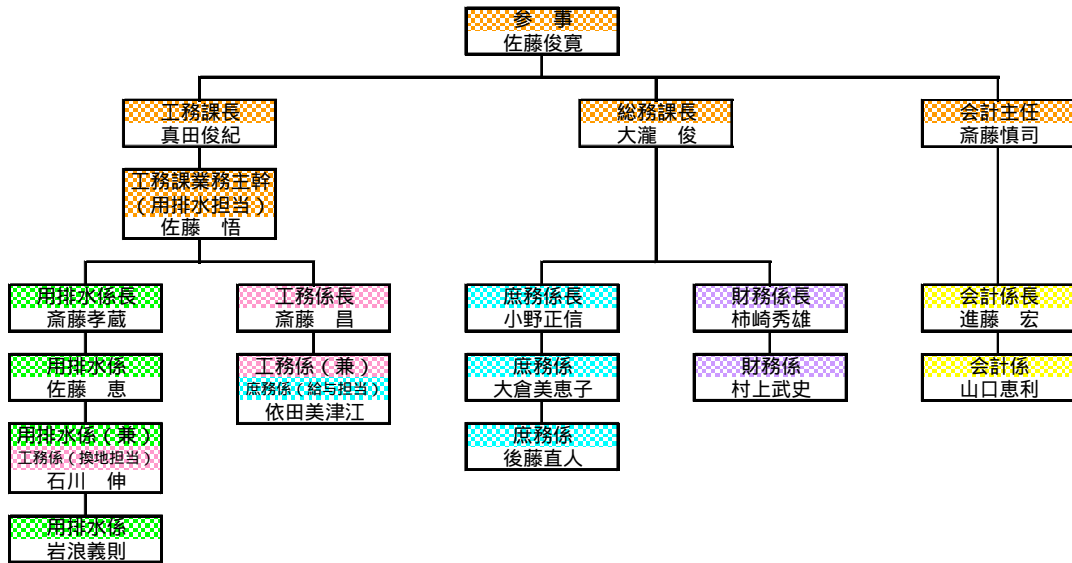 参　事
佐藤俊寛
工務課長
真田俊紀
総務課長
大瀧　俊
会計主任
斎藤慎司
工務課業務主幹
(用排水担当)
佐藤　悟
用排水係長
斎藤孝蔵
工務係長
斎藤　昌
庶務係長
小野正信
財務係長
柿崎秀雄
会計係長
進藤　宏
用排水係
佐藤　恵
工務係(兼)
庶務係(給与担当)
依田美津江
庶務係
大倉美恵子
財務係
村上武史
会計係
山口恵利
用排水係(兼)
工務係(換地担当)
石川　伸
庶務係
後藤直人
用排水係
岩浪義則